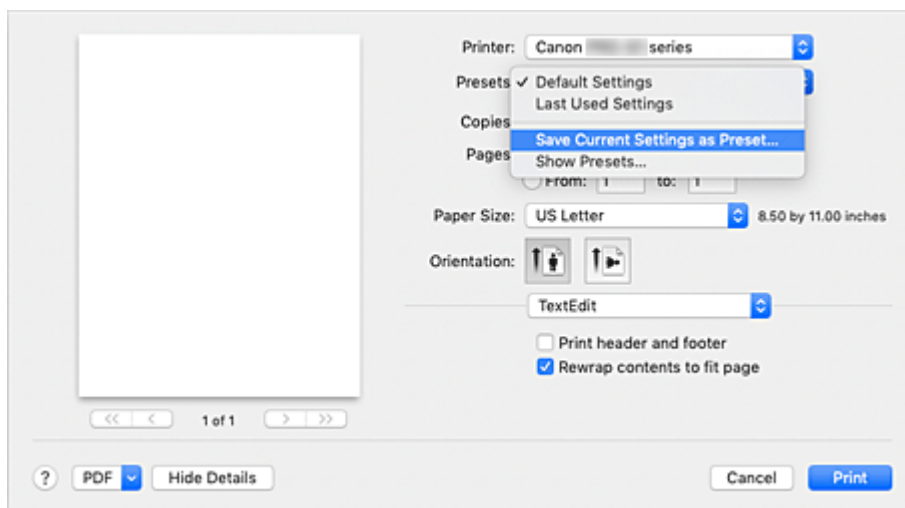 Printer: Canon series
Presets ✓ Default Settings
Last Used Settings
Copies
Save Current Settings as Preset...
Pages
Show Presets...
From: 1 to: 1
Paper Size: US Letter 8.50 by 11.00 inches
Orientation:
TextEdit
Print header and footer
Rewrap contents to fit page
<< < 1 of 1 > >>
? PDF Hide Details Cancel Print